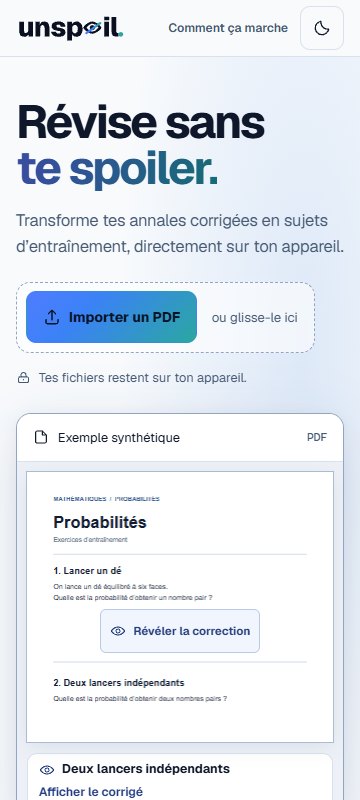 unspoil.
Comment ça marche
Révise sans
te spoiler.
Transforme tes annales corrigées en sujets
d’entraînement, directement sur ton appareil.
Importer un PDF
ou glisse-le ici
Tes fichiers restent sur ton appareil.
Exemple synthétique
PDF
MATHÉMATIQUES / PROBABILITÉS
Probabilités
Exercices d'entraînement
1. Lancer un dé
On lance un dé équilibré à six faces.
Quelle est la probabilité d'obtenir un nombre pair ?
Révéler la correction
2. Deux lancers indépendants
Quelle est la probabilité d'obtenir deux nombres pairs ?
Deux lancers indépendants
Afficher le corrigé